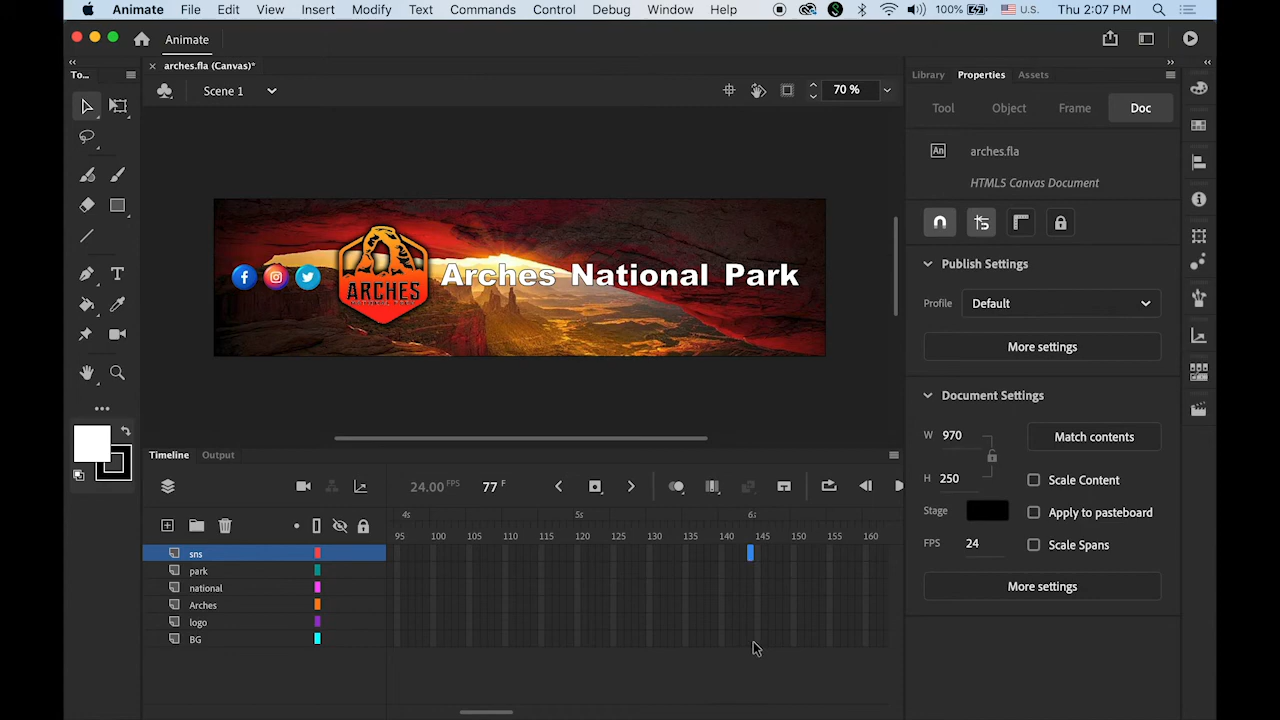 Animate File Edit View Insert Modify Text Commands Control Debug Window Help 100% U.S. Thu 2:07 PM
Animate
To...
arches.fla (Canvas)*
Library Properties Assets
Scene 1
70 %
Tool Object Frame Doc
An arches.fla
HTML5 Canvas Document
Arches National Park
ARCHES
Publish Settings
Profile Default
More settings
Document Settings
W 970
Match contents
H 250
Scale Content
Stage
Apply to pasteboard
FPS 24
Scale Spans
More settings
Timeline Output
24.00 FPS 77 F
4s 5s 6s
95 100 105 110 115 120 125 130 135 140 145 150 155 160
sns
park
national
Arches
logo
BG